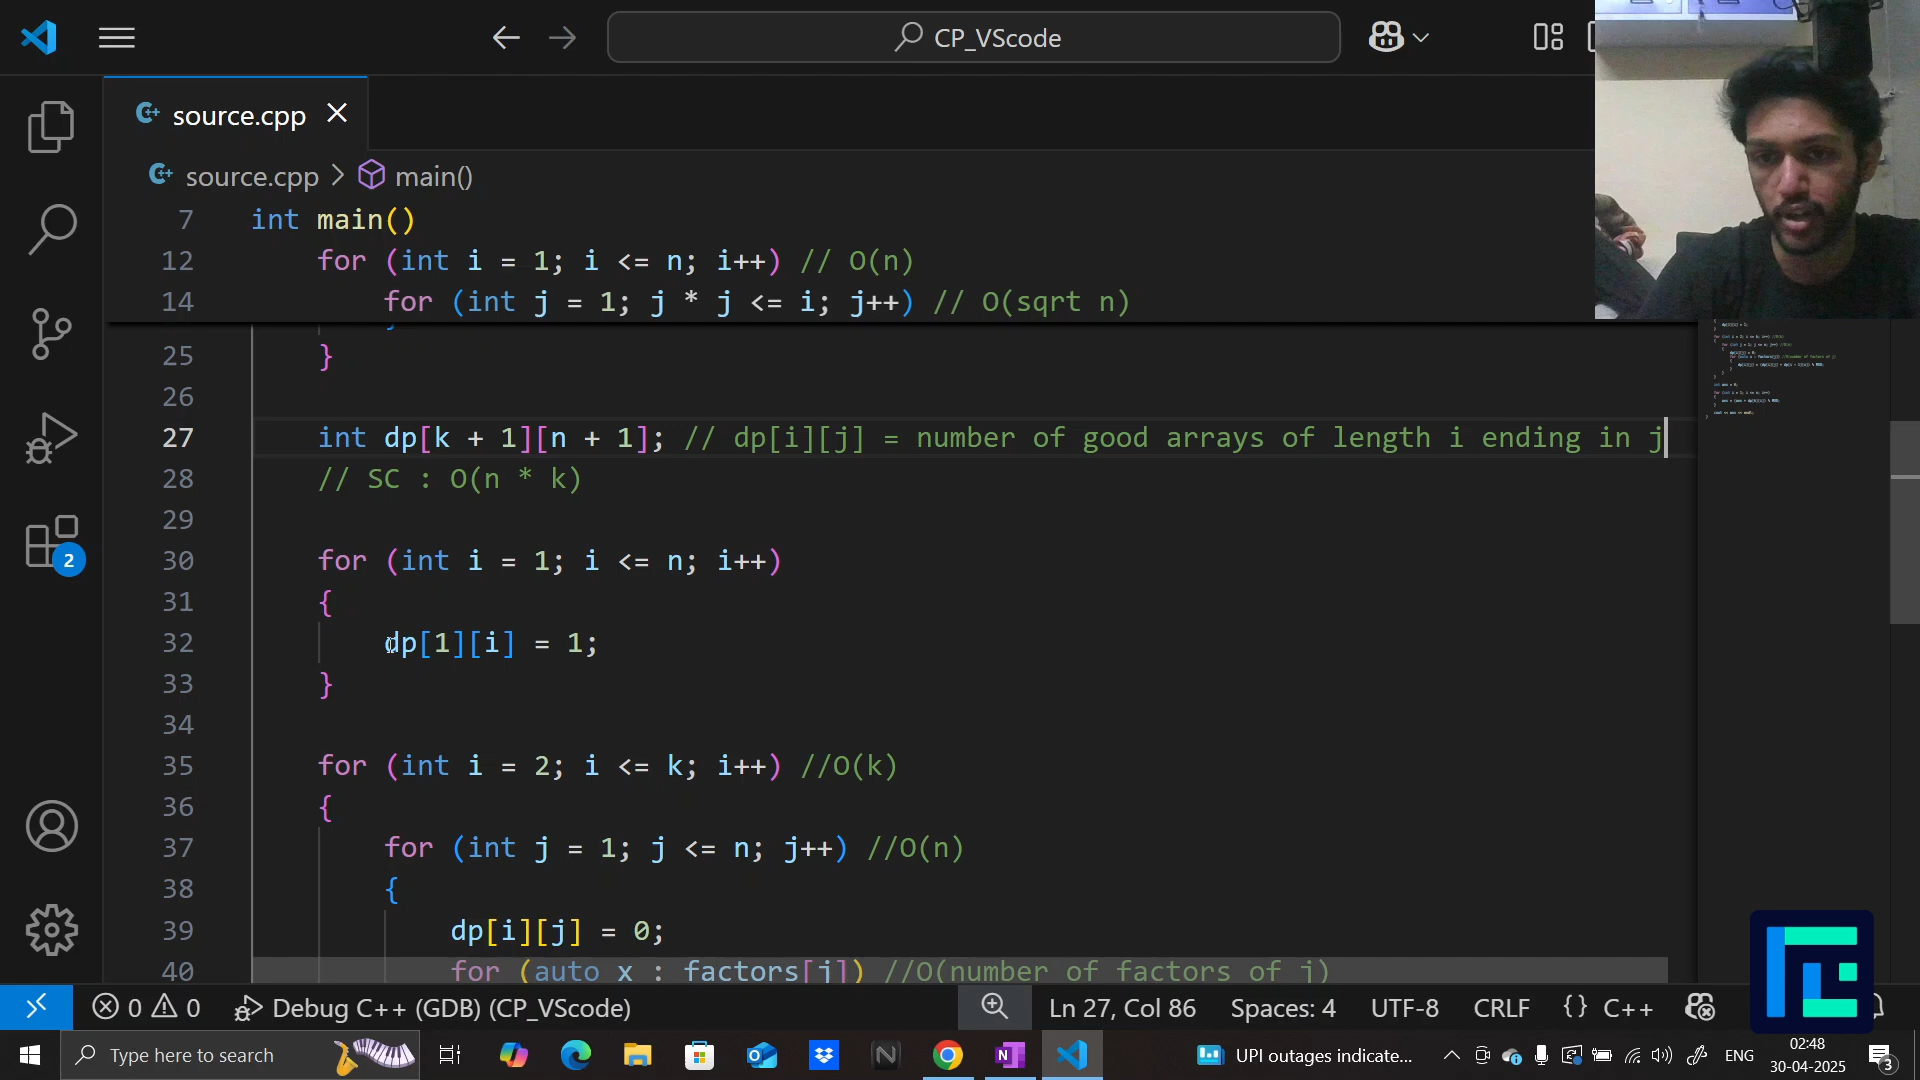 CP_VScode
source.cpp
source.cpp > main()
7 int main()
12 for (int i = 1; i <= n; i++) // O(n)
14 for (int j = 1; j * j <= i; j++) // O(sqrt n)
25 }
26
27 int dp[k + 1][n + 1]; // dp[i][j] = number of good arrays of length i ending in j
28 // SC : O(n * k)
29
30 for (int i = 1; i <= n; i++)
31 {
32 dp[1][i] = 1;
33 }
34
35 for (int i = 2; i <= k; i++) //O(k)
36 {
37 for (int j = 1; j <= n; j++) //O(n)
38 {
39 dp[i][j] = 0;
40 for (auto x : factors[j]) //O(number of factors of j)
2
0 0 Debug C++ (GDB) (CP_VScode) Ln 27, Col 86 Spaces: 4 UTF-8 CRLF {} C++
Type here to search UPI outages indicate... ENG 02:48
30-04-2025 3